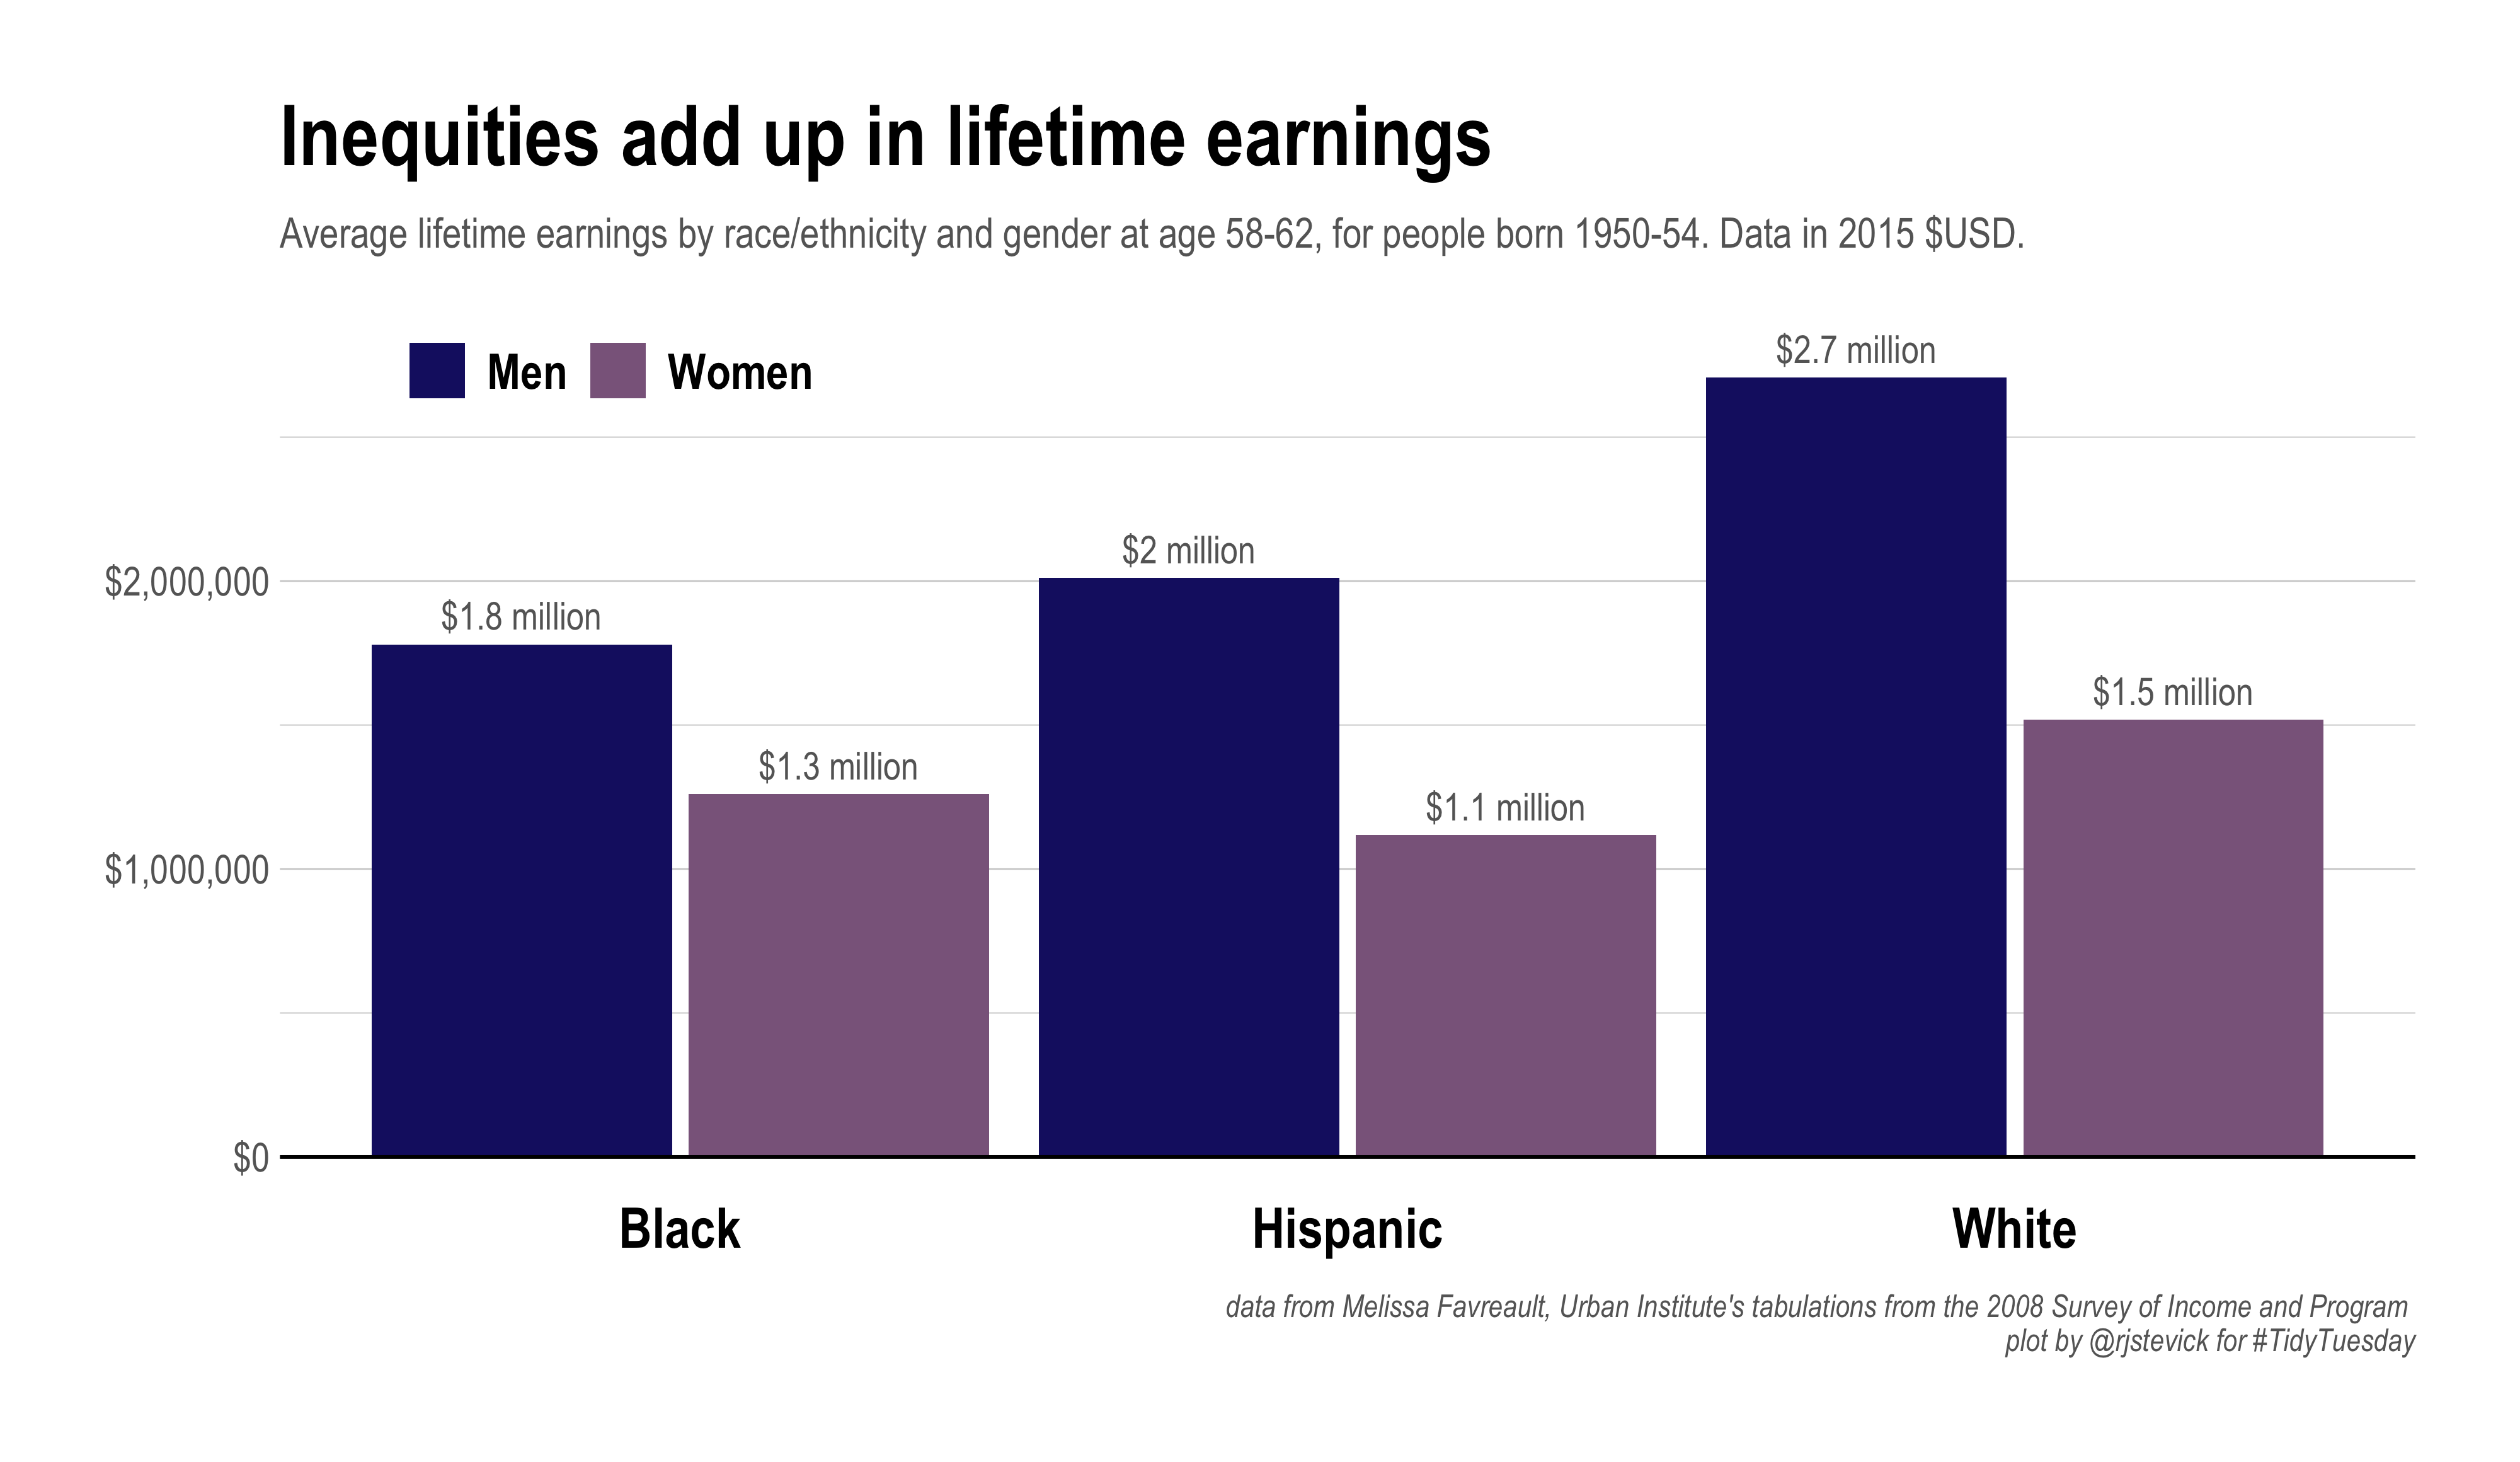 Inequities add up in lifetime earnings
Average lifetime earnings by race/ethnicity and gender at age 58-62, for people born 1950-54. Data in 2015 $USD.
Men
Women
$2.7 million
$2 million
$2,000,000
$1.8 million
$1.5 million
$1.3 million
$1.1 million
$1,000,000
$0
Black
Hispanic
White
data from Melissa Favreault, Urban Institute's tabulations from the 2008 Survey of Income and Program
plot by @rjstevick for #TidyTuesday